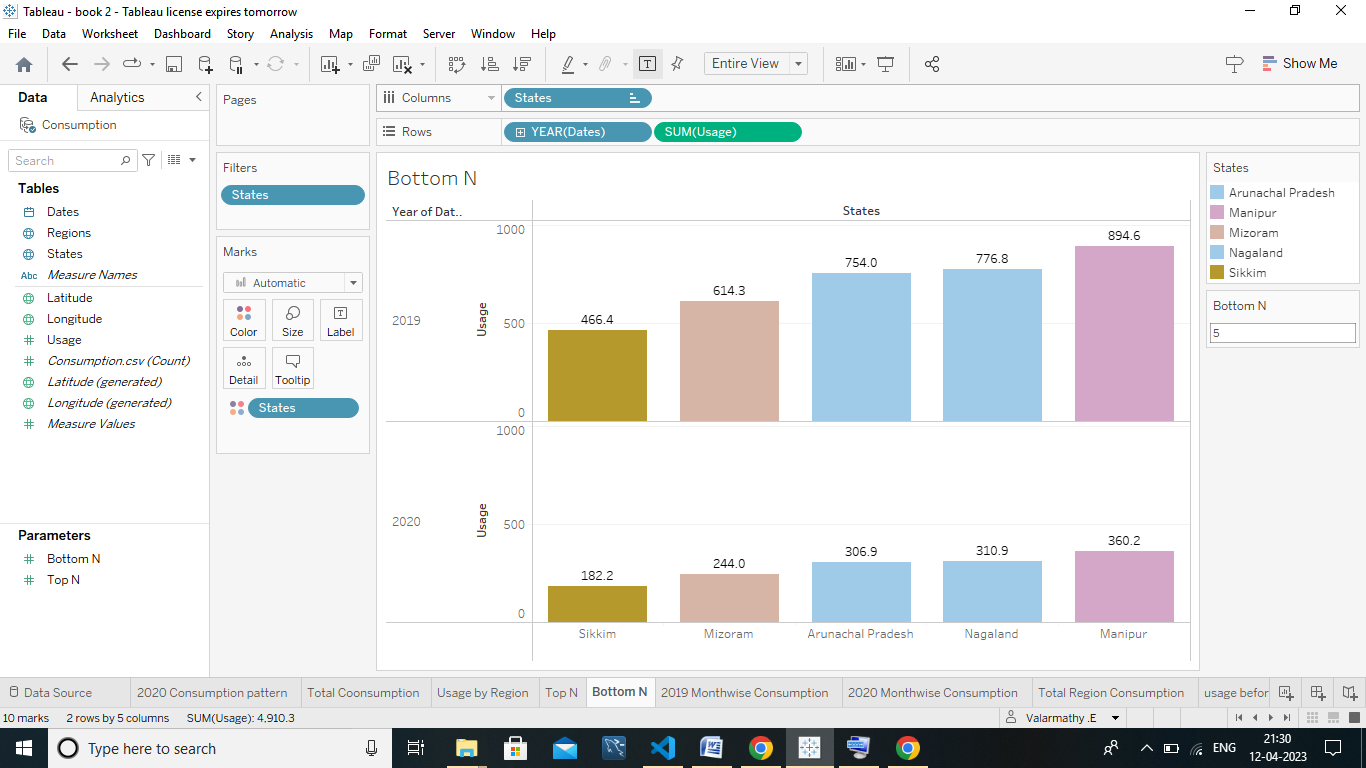 Tableau - book 2 - Tableau license expires tomorrow
File Data Worksheet Dashboard Story Analysis Map Format Server Window Help
Entire View
Show Me
Data Analytics
Consumption
Search
Tables
Dates
Regions
States
Abc Measure Names
Latitude
Longitude
Usage
Consumption.csv (Count)
Latitude (generated)
Longitude (generated)
Measure Values
Parameters
Bottom N
Top N
Pages
Filters
States
Marks
Automatic
Color Size Label
Detail Tooltip
States
Columns States
Rows YEAR(Dates) SUM(Usage)
Bottom N
Year of Dat.. States
2019 Usage
1000
500
0
466.4 614.3 754.0 776.8 894.6
2020 Usage
1000
500
0
182.2 244.0 306.9 310.9 360.2
Sikkim Mizoram Arunachal Pradesh Nagaland Manipur
States
Arunachal Pradesh
Manipur
Mizoram
Nagaland
Sikkim
Bottom N
5
Data Source 2020 Consumption pattern Total Coonsumption Usage by Region Top N Bottom N 2019 Monthwise Consumption 2020 Monthwise Consumption Total Region Consumption usage befor
10 marks 2 rows by 5 columns SUM(Usage): 4,910.3 Valarmathy .E
Type here to search
ENG
21:30
12-04-2023